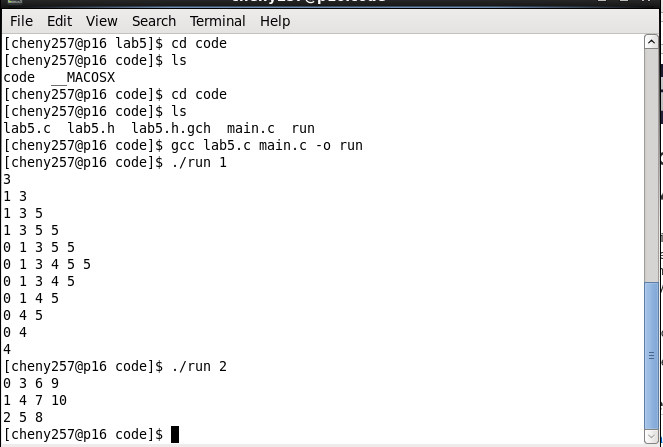 File Edit View Search Terminal Help
[cheny257@p16 lab5]$ cd code
[cheny257@p16 code]$ ls
code  __MACOSX
[cheny257@p16 code]$ cd code
[cheny257@p16 code]$ ls
lab5.c  lab5.h  lab5.h.gch  main.c  run
[cheny257@p16 code]$ gcc lab5.c main.c -o run
[cheny257@p16 code]$ ./run 1
3
1 3
1 3 5
1 3 5 5
0 1 3 5 5
0 1 3 4 5 5
0 1 3 4 5
0 1 4 5
0 4 5
0 4
4
[cheny257@p16 code]$ ./run 2
0 3 6 9
1 4 7 10
2 5 8
[cheny257@p16 code]$